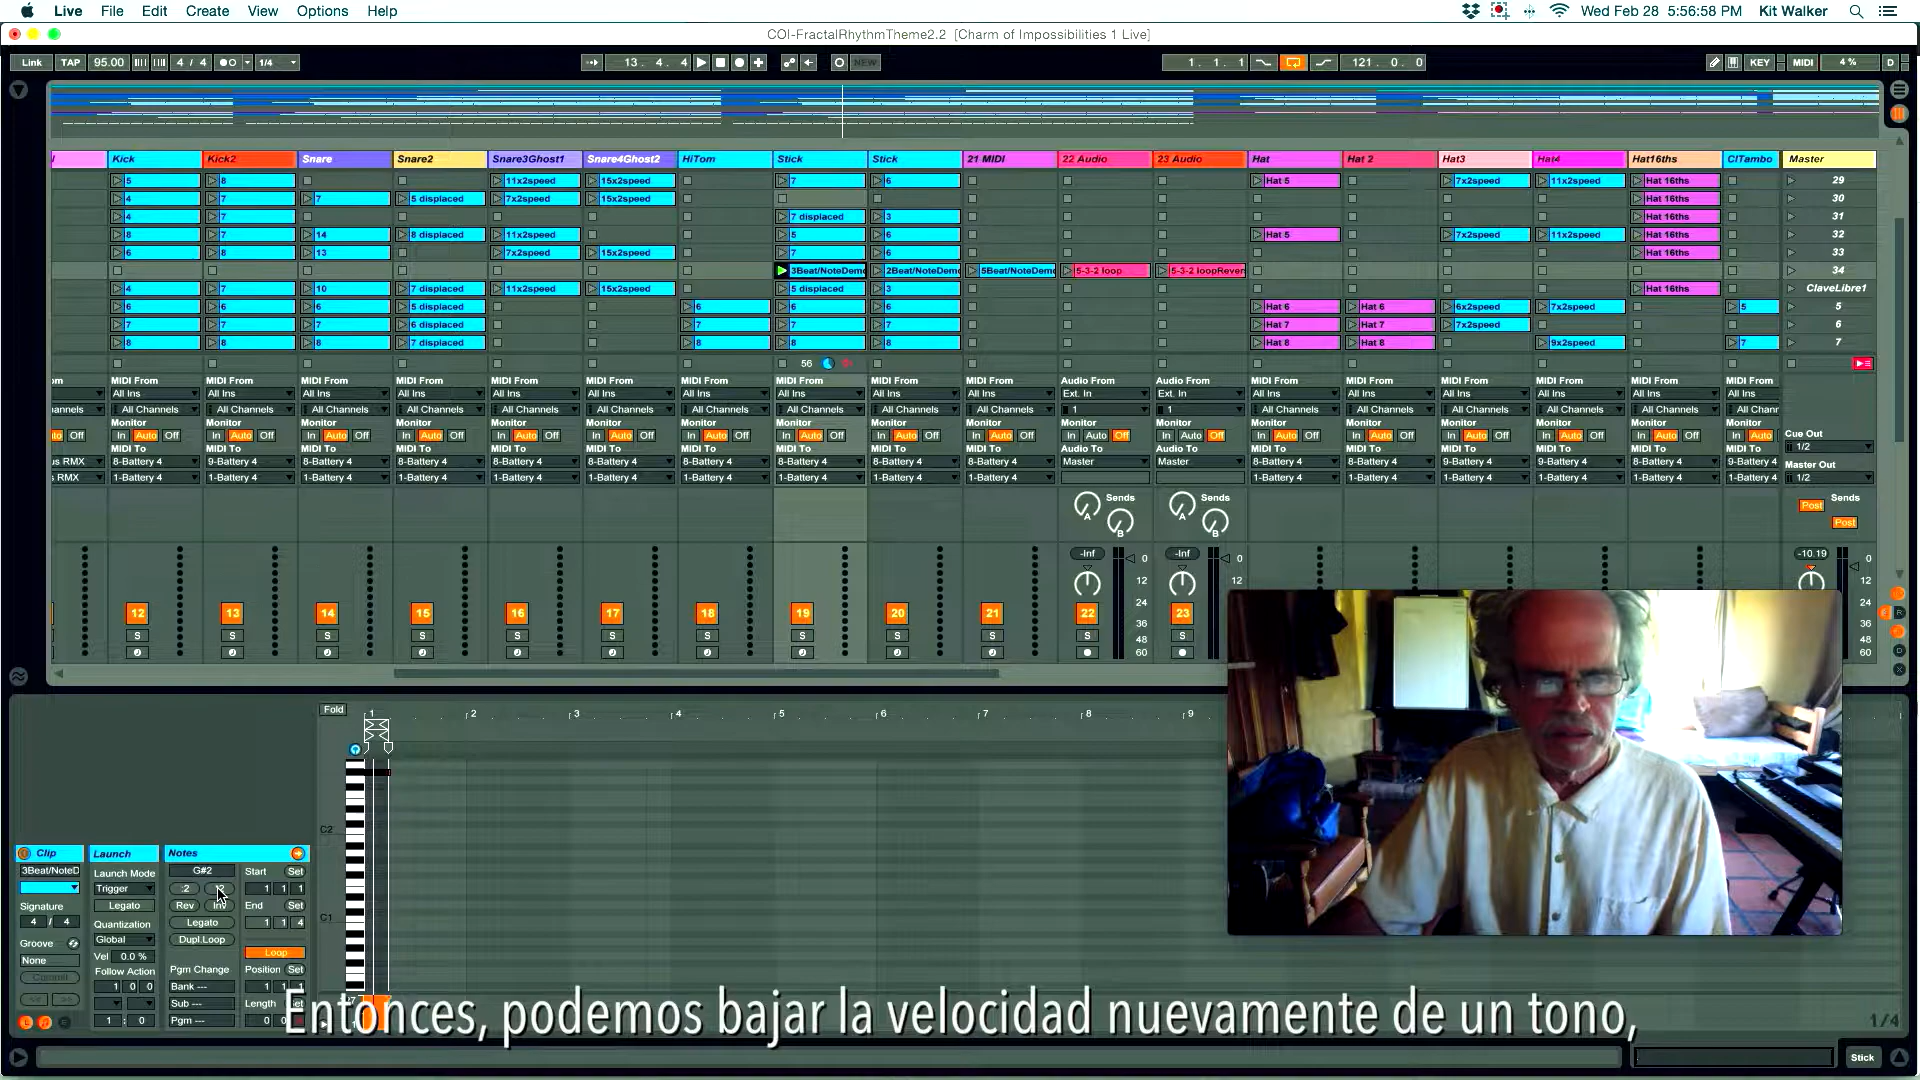 Live File Edit Create View Options Help
Wed Feb 28 5:56:58 PM Kit Walker
COI-FractalRhythmTheme2.2 [Charm of Impossibilities 1 Live]
Link TAP 95.00 4 / 4 1/4 13. 4. 4 NEW 1. 1. 1 121. 0. 0 KEY MIDI 4 % D
Kick Kick2 Snare Snare2 Snare3Ghost1 Snare4Ghost2 HiTom Stick Stick 21 MIDI 22 Audio 23 Audio Hat Hat 2 Hat3 Hat4 Hat16ths ClTambo Master
5 8 11x2speed 15x2speed 7 6 Hat 5 7x2speed 11x2speed Hat 16ths 29
4 7 7 5 displaced 7x2speed 15x2speed Hat 16ths 30
4 7 7 displaced 3 Hat 16ths 31
8 7 14 8 displaced 11x2speed 5 6 Hat 5 7x2speed 11x2speed Hat 16ths 32
6 8 13 7x2speed 15x2speed 7 6 Hat 16ths 33
3Beat/NoteDemo 2Beat/NoteDemo 5Beat/NoteDemo 5-3-2 loop 5-3-2 loopRever 34
4 7 10 7 displaced 11x2speed 15x2speed 5 displaced 3 Hat 16ths ClaveLibre1
6 6 6 5 displaced 6 6 6 Hat 6 Hat 6 6x2speed 7x2speed 5 5
7 7 7 6 displaced 7 7 6 Hat 7 Hat 7 7x2speed 6
8 8 8 7 displaced 8 8 8 Hat 8 Hat 8 9x2speed 7 7
56
MIDI From MIDI From MIDI From MIDI From MIDI From MIDI From MIDI From MIDI From MIDI From MIDI From Audio From Audio From MIDI From MIDI From MIDI From MIDI From MIDI From MIDI From
All Ins All Ins All Ins All Ins All Ins All Ins All Ins All Ins All Ins All Ins Ext. In Ext. In All Ins All Ins All Ins All Ins All Ins All Ins
All Channels All Channels All Channels All Channels All Channels All Channels All Channels All Channels All Channels All Channels 1 1 All Channels All Channels All Channels All Channels All Channels All Chann
Monitor Monitor Monitor Monitor Monitor Monitor Monitor Monitor Monitor Monitor Monitor Monitor Monitor Monitor Monitor Monitor Monitor Monitor
Off In Auto Off In Auto Off In Auto Off In Auto Off In Auto Off In Auto Off In Auto Off In Auto Off In Auto Off In Auto Off In Auto Off In Auto Off In Auto Off In Auto Off In Auto Off In Auto Off In Auto Off In Auto Cue Out
MIDI To MIDI To MIDI To MIDI To MIDI To MIDI To MIDI To MIDI To MIDI To MIDI To Audio To Audio To MIDI To MIDI To MIDI To MIDI To MIDI To MIDI To 1/2
RMX 8-Battery 4 9-Battery 4 8-Battery 4 8-Battery 4 8-Battery 4 8-Battery 4 8-Battery 4 8-Battery 4 8-Battery 4 8-Battery 4 Master Master 8-Battery 4 8-Battery 4 9-Battery 4 9-Battery 4 8-Battery 4 9-Battery 4 Master Out
RMX 1-Battery 4 1-Battery 4 1-Battery 4 1-Battery 4 1-Battery 4 1-Battery 4 1-Battery 4 1-Battery 4 1-Battery 4 1-Battery 4 1-Battery 4 1-Battery 4 1-Battery 4 1-Battery 4 1-Battery 4 1-Battery 4 1/2
Sends Sends Sends
A B A B Post Post
-Inf 0 -Inf 0 -10.19 0
12 12 12
12 13 14 15 16 17 18 19 20 21 22 23 24 24
S S S S S S S S S S S S 36 36
48 48
60 60
Fold 1 2 3 4 5 6 7 8 9
C2
C1
Clip Launch Notes
3Beat/NoteD Launch Mode G#2 Start Set
Trigger :2 1 1 1
Signature Legato Rev Inv End Set
4 / 4 Quantization Legato 1 1 4
Groove Global Dupl.Loop
None Vel 0.0 % Loop
Commit Follow Action Pgm Change Position Set
1 0 0 Bank --- 1 1
Sub --- Length Set
1 : 0 Pgm --- 0 0
Entonces, podemos bajar la velocidad nuevamente de un tono,
1/4
Stick